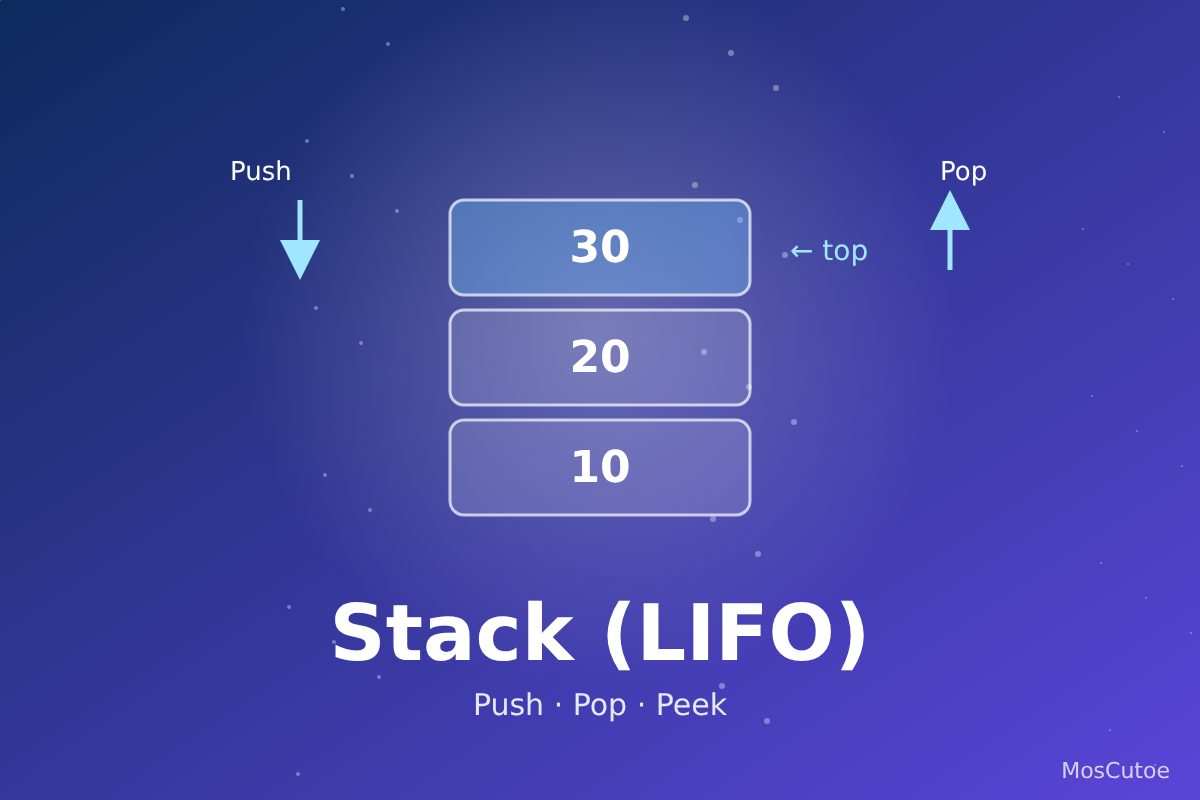 Push
Pop
30
← top
20
10
Stack (LIFO)
Push · Pop · Peek
MosCutoe